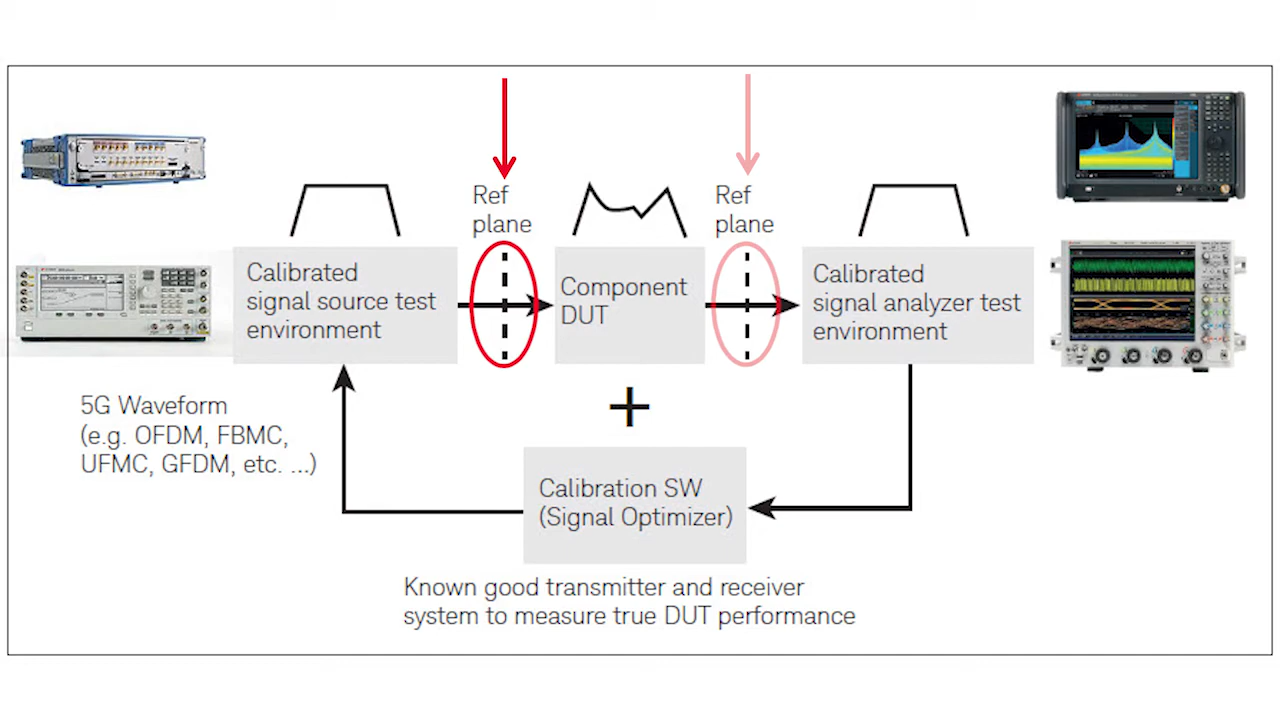 Ref
plane
Ref
plane
Calibrated
signal source test
environment
Component
DUT
Calibrated
signal analyzer test
environment
5G Waveform
(e.g. OFDM, FBMC,
UFMC, GFDM, etc. ...)
+
Calibration SW
(Signal Optimizer)
Known good transmitter and receiver
system to measure true DUT performance